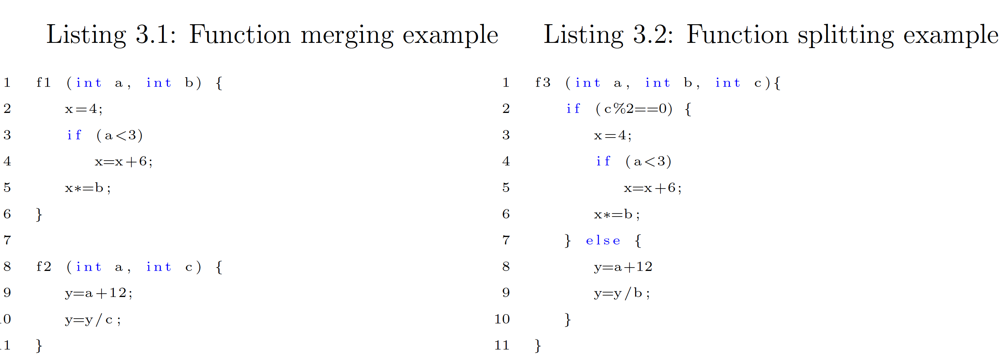 Listing 3.1: Function merging example
1 f1 (int a, int b) {
2 x=4;
3 if (a<3)
4 x=x+6;
5 x*=b;
6 }
7
8 f2 (int a, int c) {
9 y=a+12;
10 y=y/c;
11 }
Listing 3.2: Function splitting example
1 f3 (int a, int b, int c){
2 if (c%2==0) {
3 x=4;
4 if (a<3)
5 x=x+6;
6 x*=b;
7 } else {
8 y=a+12
9 y=y/b;
10 }
11 }